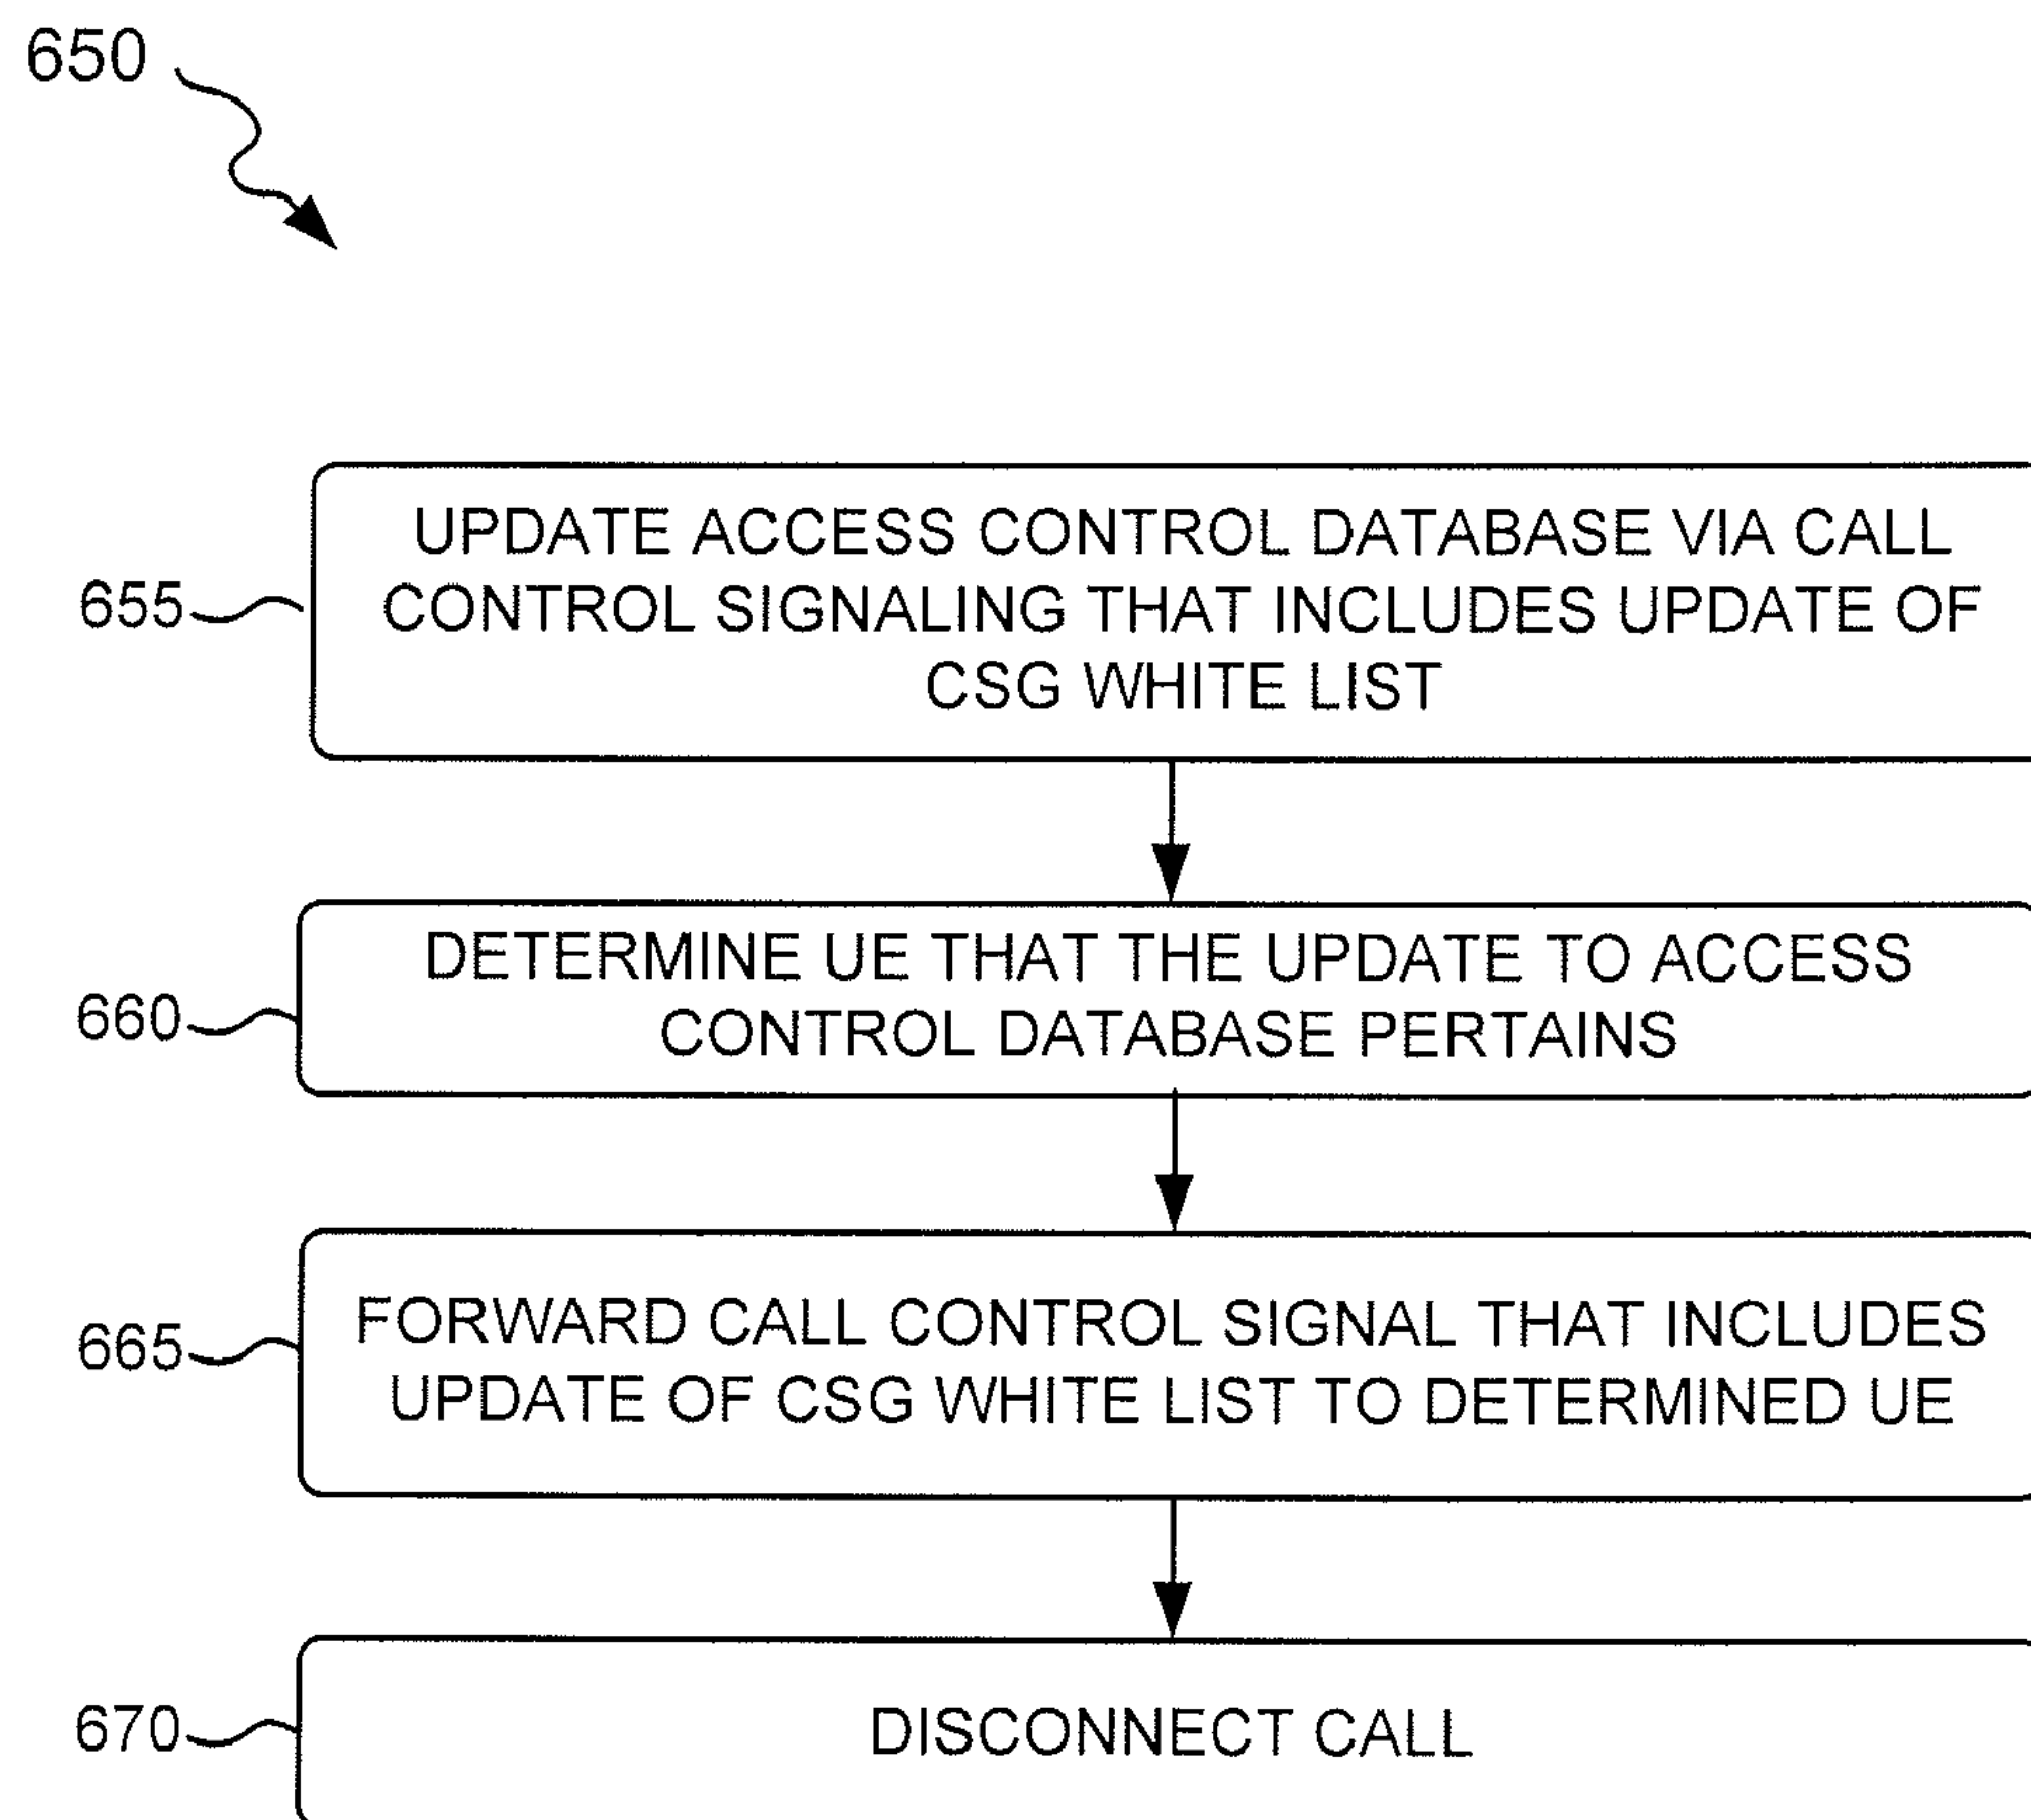 650
655
UPDATE ACCESS CONTROL DATABASE VIA CALL
CONTROL SIGNALING THAT INCLUDES UPDATE OF
CSG WHITE LIST
660
DETERMINE UE THAT THE UPDATE TO ACCESS
CONTROL DATABASE PERTAINS
665
FORWARD CALL CONTROL SIGNAL THAT INCLUDES
UPDATE OF CSG WHITE LIST TO DETERMINED UE
670
DISCONNECT CALL